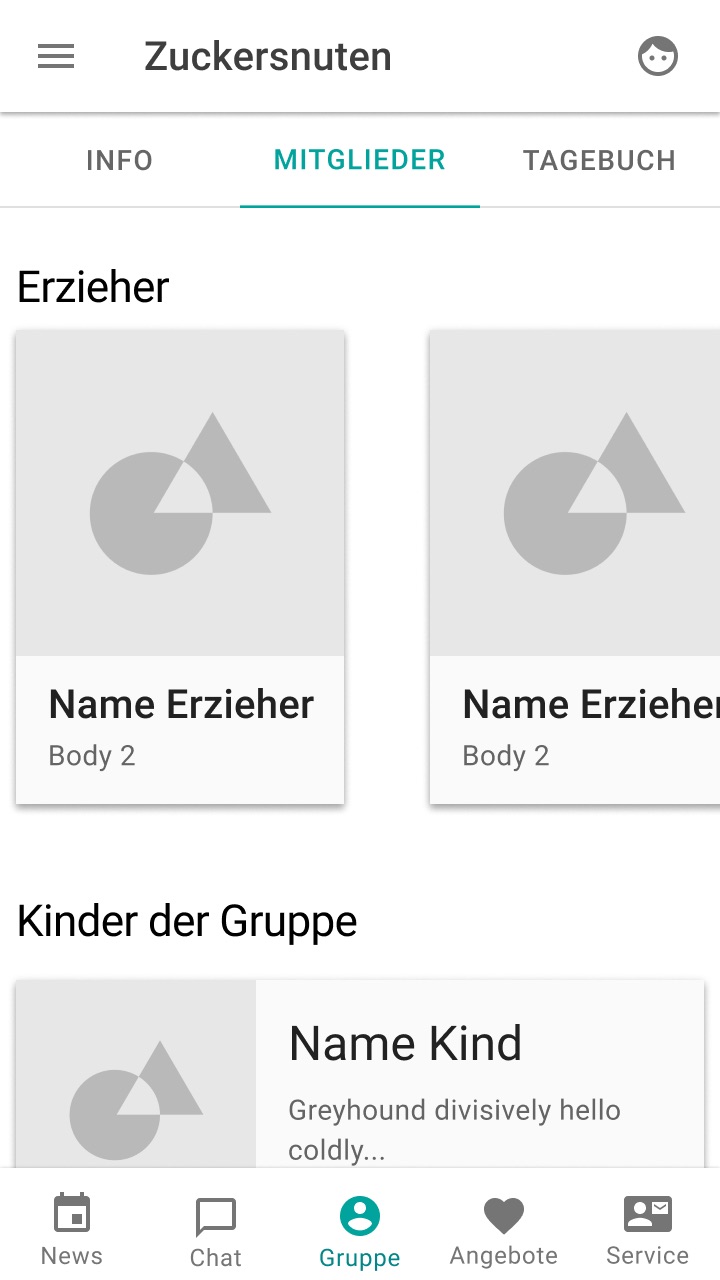 Zuckersnuten
INFO
MITGLIEDER
TAGEBUCH
Erzieher
Name Erzieher
Body 2
Name Erzieher
Body 2
Kinder der Gruppe
Name Kind
Greyhound divisively hello
coldly...
News
Chat
Gruppe
Angebote
Service